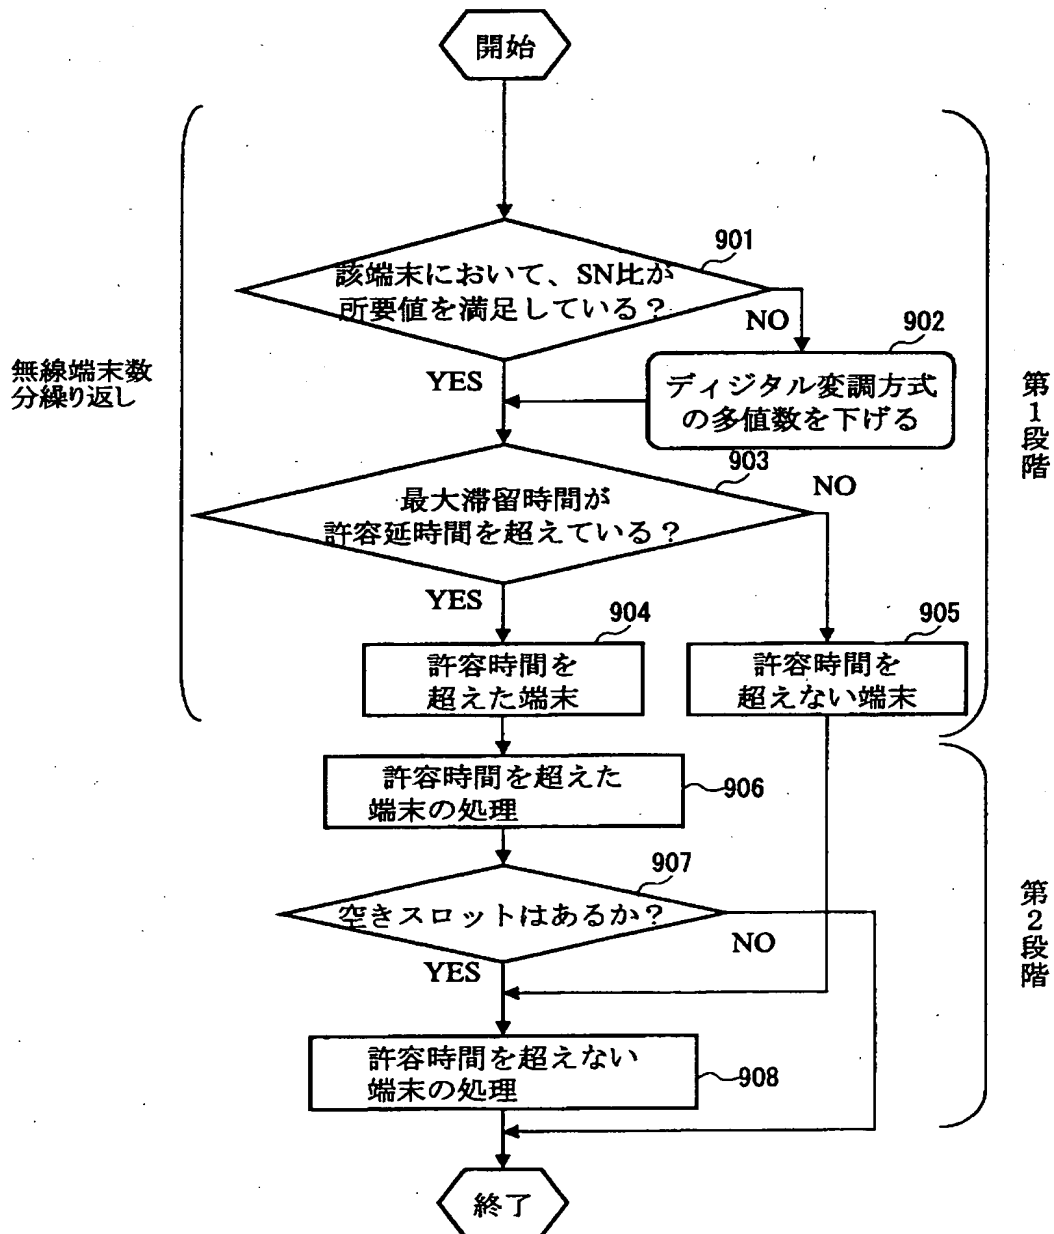 開始
901
該端末において、SN比が
所要値を満足している？
NO
902
ディジタル変調方式
の多値数を下げる
YES
無線端末数
分繰り返し
第1段階
903
最大滞留時間が
許容延時間を超えている？
NO
YES
904
許容時間を
超えた端末
905
許容時間を
超えない端末
許容時間を超えた
端末の処理
906
907
空きスロットはあるか？
NO
YES
第2段階
許容時間を超えない
端末の処理
908
終了